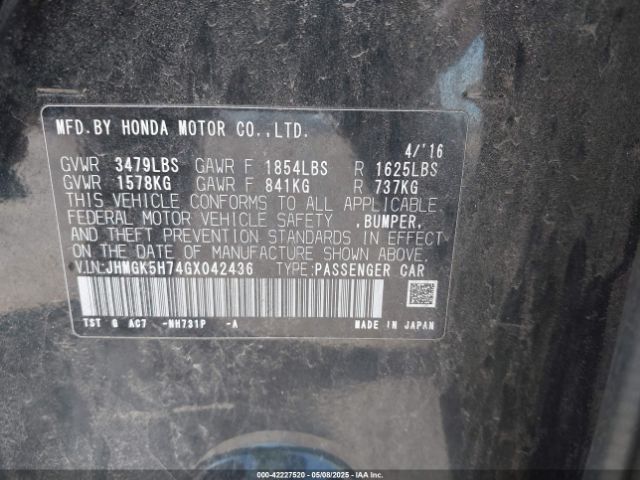 MFD.BY HONDA MOTOR CO.,LTD.
4/'16
GVWR 3479LBS GAWR F 1854LBS R 1625LBS
GVWR 1578KG GAWR F 841KG R 737KG
THIS VEHICLE CONFORMS TO ALL APPLICABLE
FEDERAL MOTOR VEHICLE SAFETY ,BUMPER,
AND THEFT PREVENTION STANDARDS IN EFFECT
ON THE DATE OF MANUFACTURE SHOWN ABOVE.
V.I.N:JHMGK5H74GX042436 TYPE:PASSENGER CAR
TST G AC7 -NH731P -A MADE IN JAPAN
000-42227520 - 05/08/2025 - IAAI.COM